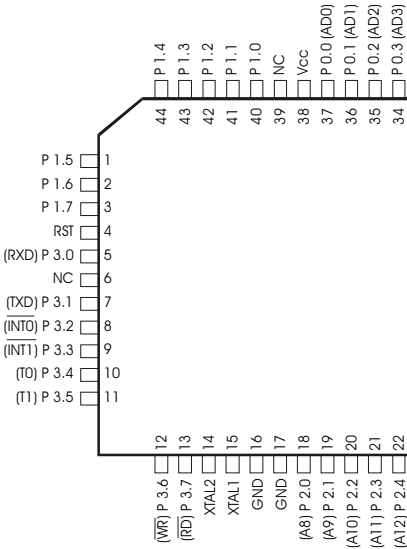 P 1.4
P 1.3
P 1.2
P 1.1
P 1.0
NC
Vcc
P 0.0 (AD0)
P 0.1 (AD1)
P 0.2 (AD2)
P 0.3 (AD3)
44
43
42
41
40
39
38
37
36
35
34
P 1.5 1
P 1.6 2
P 1.7 3
RST 4
(RXD) P 3.0 5
NC 6
(TXD) P 3.1 7
(INT0) P 3.2 8
(INT1) P 3.3 9
(T0) P 3.4 10
(T1) P 3.5 11
12
13
14
15
16
17
18
19
20
21
22
(WR) P 3.6
(RD) P 3.7
XTAL2
XTAL1
GND
GND
(A8) P 2.0
(A9) P 2.1
(A10) P 2.2
(A11) P 2.3
(A12) P 2.4